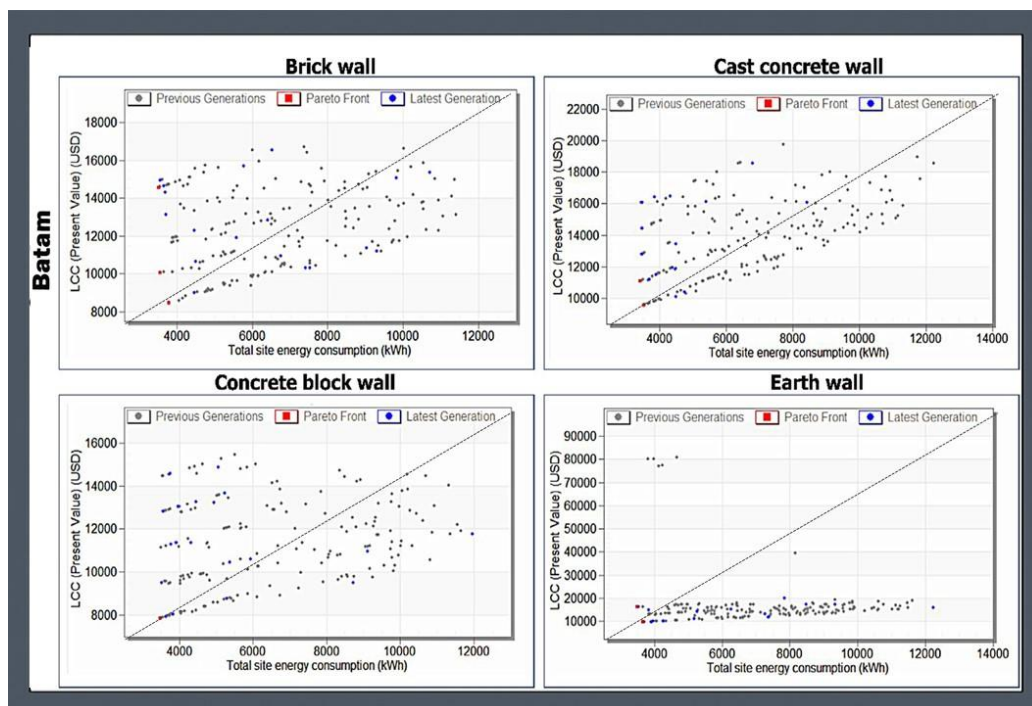 Batam
Brick wall
Previous Generations Pareto Front Latest Generation
LCC (Present Value) (USD)
18000
16000
14000
12000
10000
8000
4000 6000 8000 10000 12000
Total site energy consumption (kWh)
Cast concrete wall
Previous Generations Pareto Front Latest Generation
LCC (Present Value) (USD)
22000
20000
18000
16000
14000
12000
10000
4000 6000 8000 10000 12000 14000
Total site energy consumption (kWh)
Concrete block wall
Previous Generations Pareto Front Latest Generation
LCC (Present Value) (USD)
16000
14000
12000
10000
8000
4000 6000 8000 10000 12000
Total site energy consumption (kWh)
Earth wall
Previous Generations Pareto Front Latest Generation
LCC (Present Value) (USD)
90000
80000
70000
60000
50000
40000
30000
20000
10000
4000 6000 8000 10000 12000 14000
Total site energy consumption (kWh)